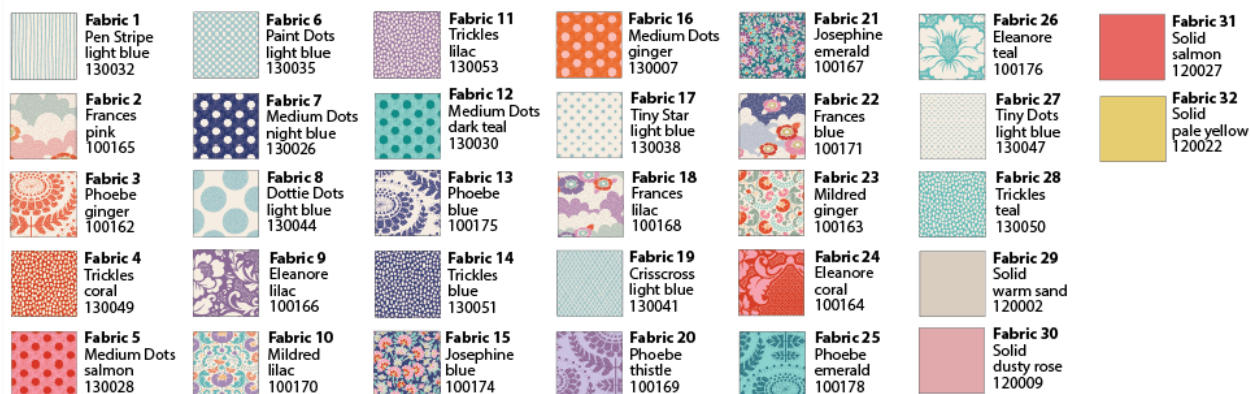 Fabric 1
Pen Stripe
light blue
130032
Fabric 2
Frances
pink
100165
Fabric 3
Phoebe
ginger
100162
Fabric 4
Trickles
coral
130049
Fabric 5
Medium Dots
salmon
130028
Fabric 6
Paint Dots
light blue
130035
Fabric 7
Medium Dots
night blue
130026
Fabric 8
Dottie Dots
light blue
130044
Fabric 9
Eleanore
lilac
100166
Fabric 10
Mildred
lilac
100170
Fabric 11
Trickles
lilac
130053
Fabric 12
Medium Dots
dark teal
130030
Fabric 13
Phoebe
blue
100175
Fabric 14
Trickles
blue
130051
Fabric 15
Josephine
blue
100174
Fabric 16
Medium Dots
ginger
130007
Fabric 17
Tiny Star
light blue
130038
Fabric 18
Frances
lilac
100168
Fabric 19
Crisscross
light blue
130041
Fabric 20
Phoebe
thistle
100169
Fabric 21
Josephine
emerald
100167
Fabric 22
Frances
blue
100171
Fabric 23
Mildred
ginger
100163
Fabric 24
Eleanore
coral
100164
Fabric 25
Phoebe
emerald
100178
Fabric 26
Eleanore
teal
100176
Fabric 27
Tiny Dots
light blue
130047
Fabric 28
Trickles
teal
130050
Fabric 29
Solid
warm sand
120002
Fabric 30
Solid
dusty rose
120009
Fabric 31
Solid
salmon
120027
Fabric 32
Solid
pale yellow
120022